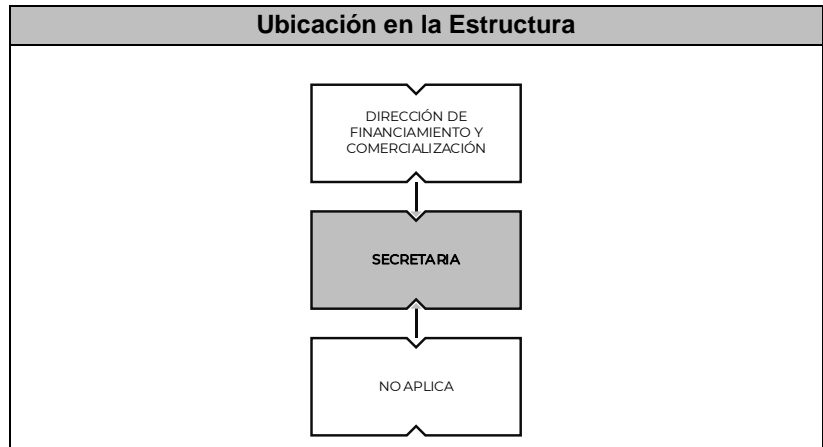 Ubicación en la Estructura
DIRECCIÓN DE
FINANCIAMIENTO Y
COMERCIALIZACIÓN
SECRETARIA
NO APLICA